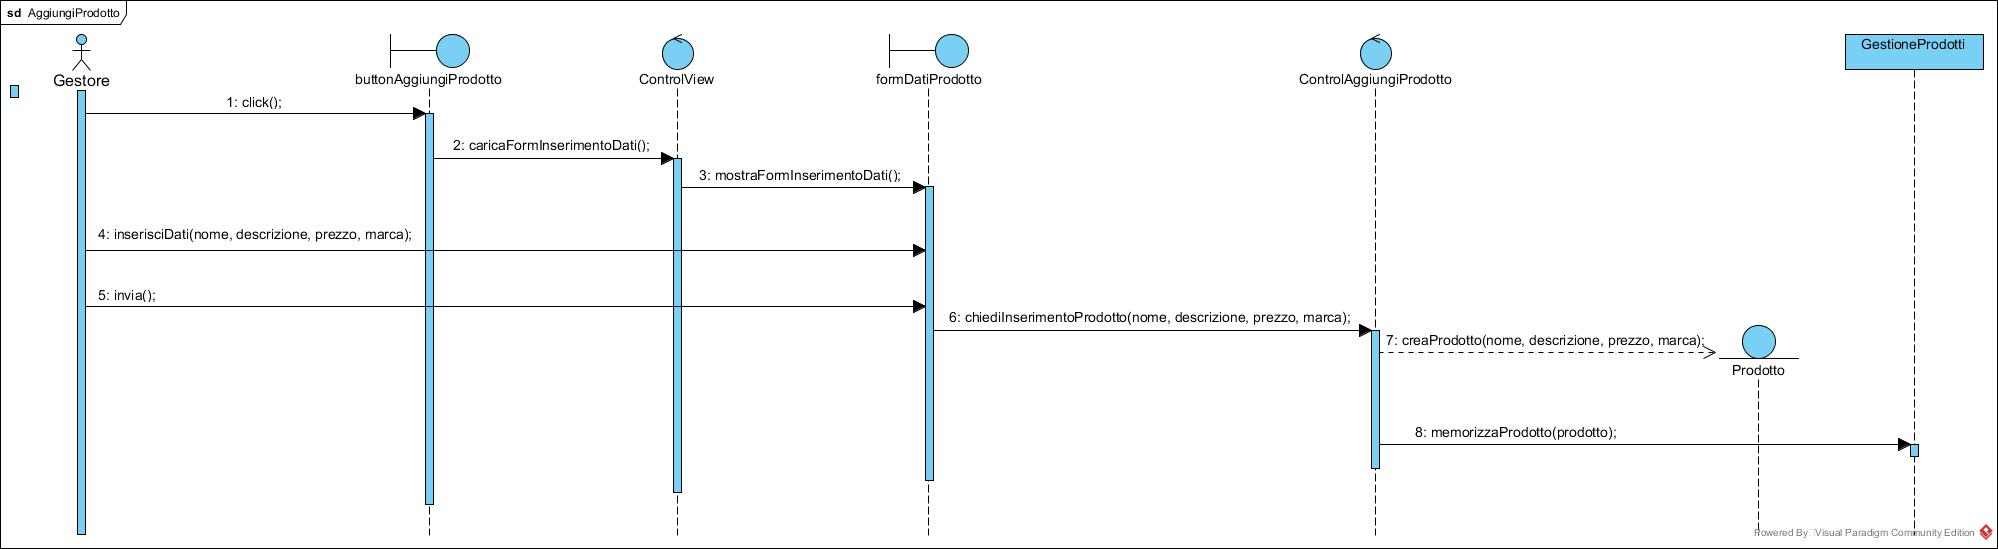 sd AggiungiProdotto
Gestore
buttonAggiungiProdotto
ControlView
formDatiProdotto
ControlAggiungiProdotto
GestioneProdotti
1: click();
2: caricaFormInserimentoDati();
3: mostraFormInserimentoDati();
4: inserisciDati(nome, descrizione, prezzo, marca);
5: invia();
6: chiediInserimentoProdotto(nome, descrizione, prezzo, marca);
7: creaProdotto(nome, descrizione, prezzo, marca);
Prodotto
8: memorizzaProdotto(prodotto);
Powered By Visual Paradigm Community Edition